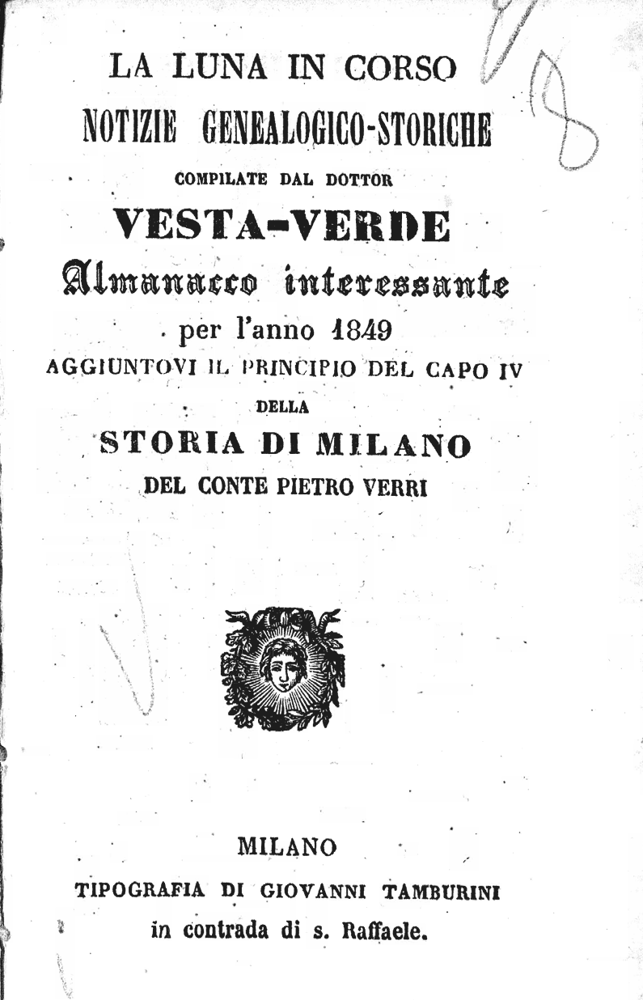 LA LUNA IN CORSO
NOTIZIE GENEALOGICO-STORICHE
COMPILATE DAL DOTTOR
VESTA-VERDE
Almanacco interessante
per l'anno 1849
AGGIUNTOVI IL PRINCIPIO DEL CAPO IV
DELLA
STORIA DI MILANO
DEL CONTE PIETRO VERRI
MILANO
TIPOGRAFIA DI GIOVANNI TAMBURINI
in contrada di s. Raffaele.